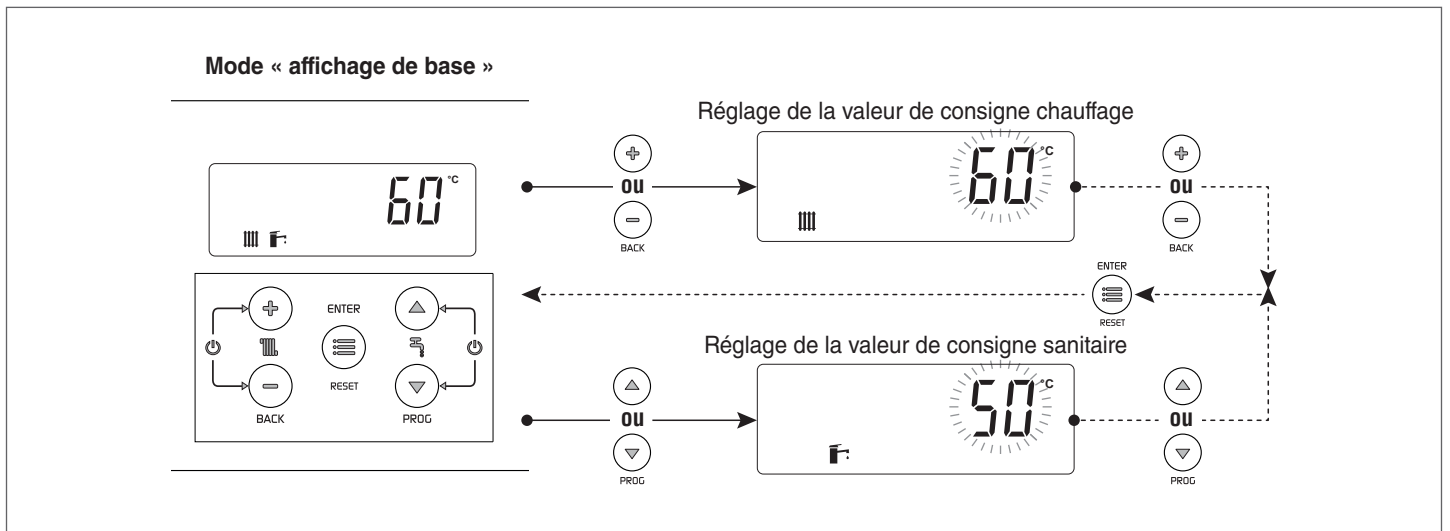 Mode « affichage de base »
60 °C
ENTER
RESET
BACK
PROG
Réglage de la valeur de consigne chauffage
ou
BACK
60 °C
ou
BACK
ENTER
RESET
Réglage de la valeur de consigne sanitaire
ou
PROG
50 °C
ou
PROG